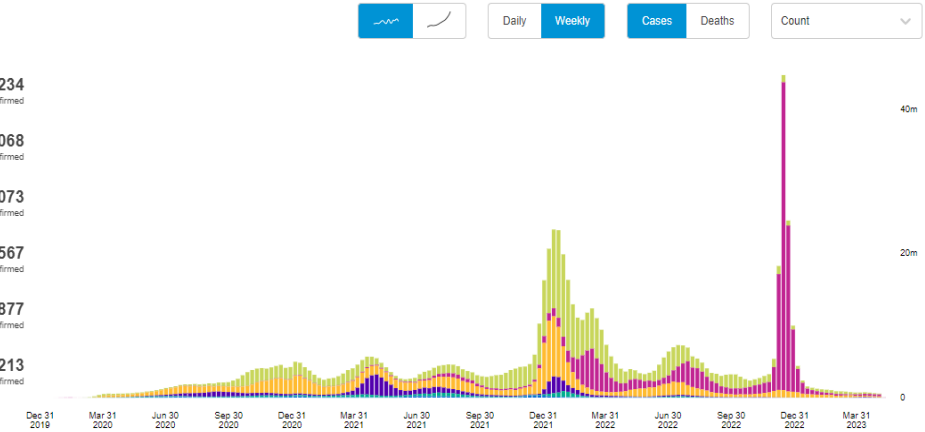 Daily
Weekly
Cases
Deaths
Count
234
firmed
068
firmed
073
firmed
567
firmed
877
firmed
213
firmed
40m
20m
0
Dec 31
2019
Mar 31
2020
Jun 30
2020
Sep 30
2020
Dec 31
2020
Mar 31
2021
Jun 30
2021
Sep 30
2021
Dec 31
2021
Mar 31
2022
Jun 30
2022
Sep 30
2022
Dec 31
2022
Mar 31
2023